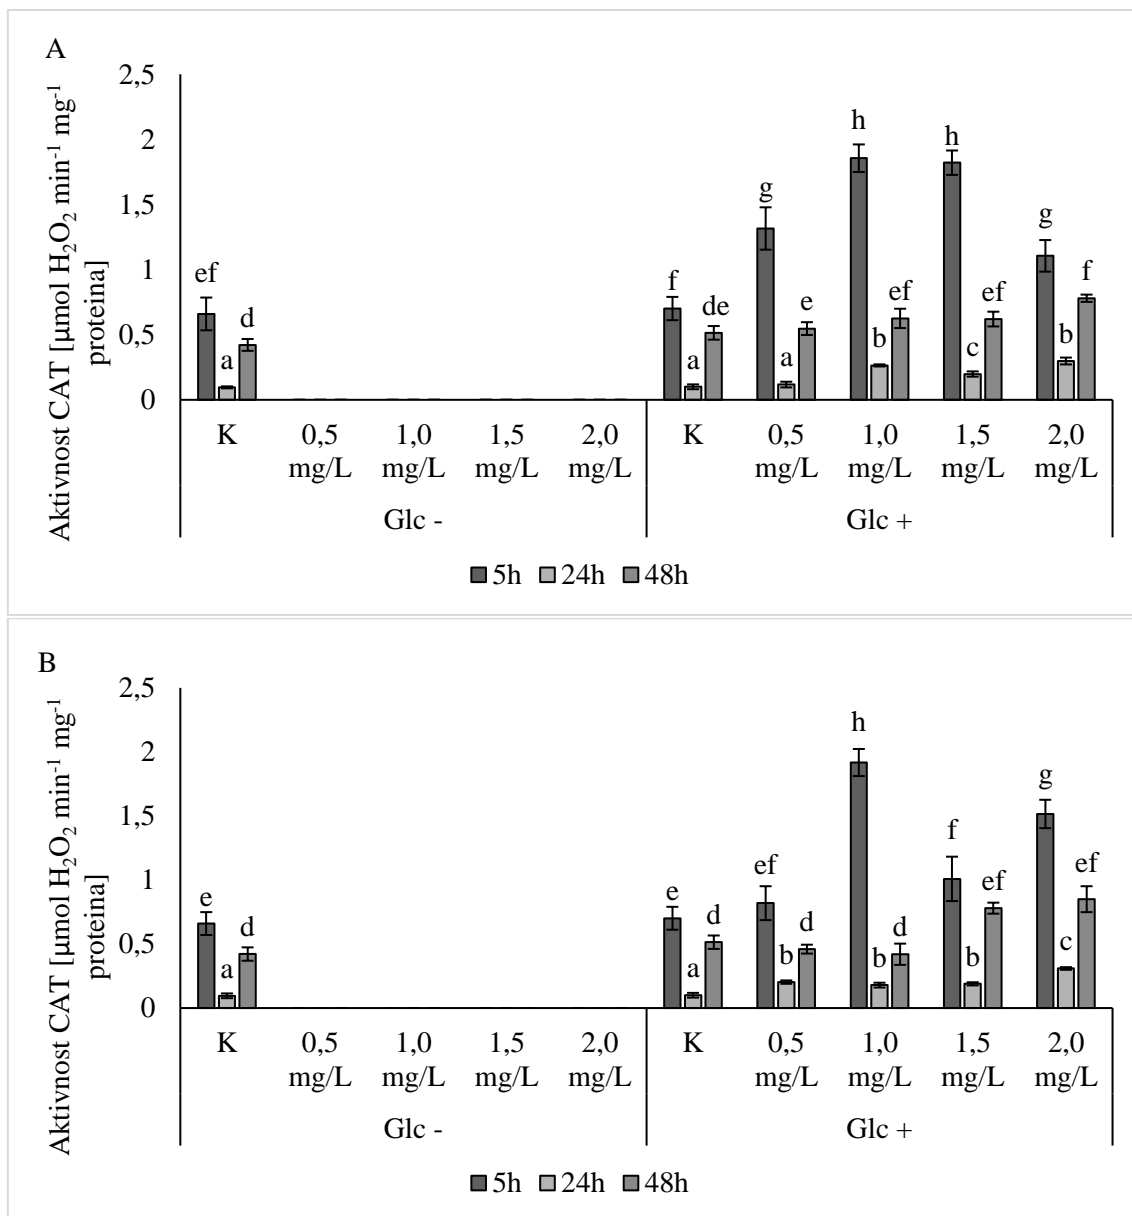 A
Aktivnost CAT [µmol H₂O₂ min⁻¹ mg⁻¹
proteina]
2,5
2
1,5
1
0,5
0
ef
a
d
f
a
de
g
a
e
h
b
ef
h
c
ef
g
b
f
K
0,5
mg/L
1,0
mg/L
1,5
mg/L
2,0
mg/L
K
0,5
mg/L
1,0
mg/L
1,5
mg/L
2,0
mg/L
Glc -
Glc +
5h 24h 48h
B
Aktivnost CAT [µmol H₂O₂ min⁻¹ mg⁻¹
proteina]
2,5
2
1,5
1
0,5
0
e
a
d
e
a
d
ef
b
d
h
b
d
f
b
ef
g
c
ef
K
0,5
mg/L
1,0
mg/L
1,5
mg/L
2,0
mg/L
K
0,5
mg/L
1,0
mg/L
1,5
mg/L
2,0
mg/L
Glc -
Glc +
5h 24h 48h